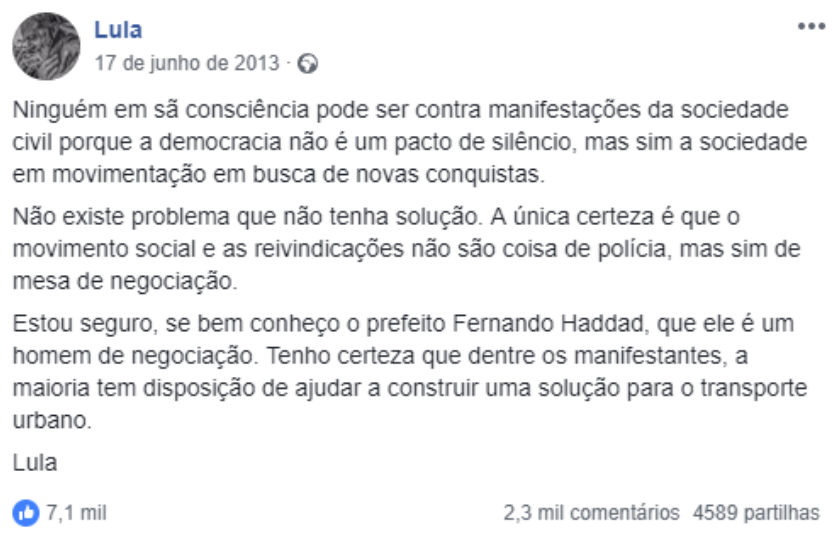 Lula
17 de junho de 2013 ·
Ninguém em sã consciência pode ser contra manifestações da sociedade
civil porque a democracia não é um pacto de silêncio, mas sim a sociedade
em movimentação em busca de novas conquistas.
Não existe problema que não tenha solução. A única certeza é que o
movimento social e as reivindicações não são coisa de polícia, mas sim de
mesa de negociação.
Estou seguro, se bem conheço o prefeito Fernando Haddad, que ele é um
homem de negociação. Tenho certeza que dentre os manifestantes, a
maioria tem disposição de ajudar a construir uma solução para o transporte
urbano.
Lula
7,1 mil 2,3 mil comentários 4589 partilhas